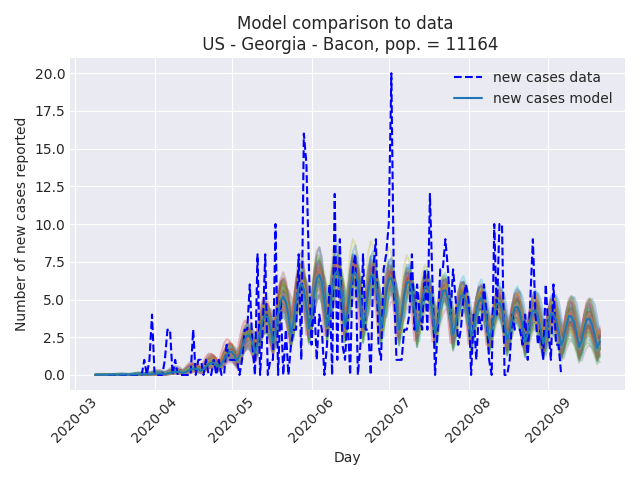 Model comparison to data
US - Georgia - Bacon, pop. = 11164
new cases data
new cases model
Number of new cases reported
20.0
17.5
15.0
12.5
10.0
7.5
5.0
2.5
0.0
2020-03
2020-04
2020-05
2020-06
2020-07
2020-08
2020-09
Day